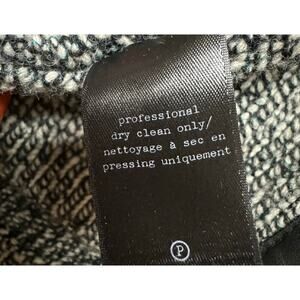 professional
dry clean only/
nettoyage à sec en
pressing uniquement
P